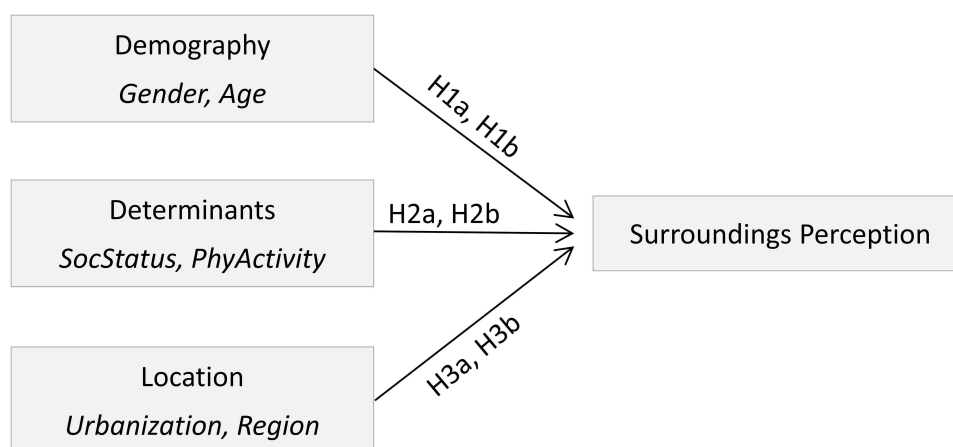 Demography
Gender, Age
H1a, H1b
Determinants
SocStatus, PhyActivity
H2a, H2b
Surroundings Perception
Location
Urbanization, Region
H3a, H3b